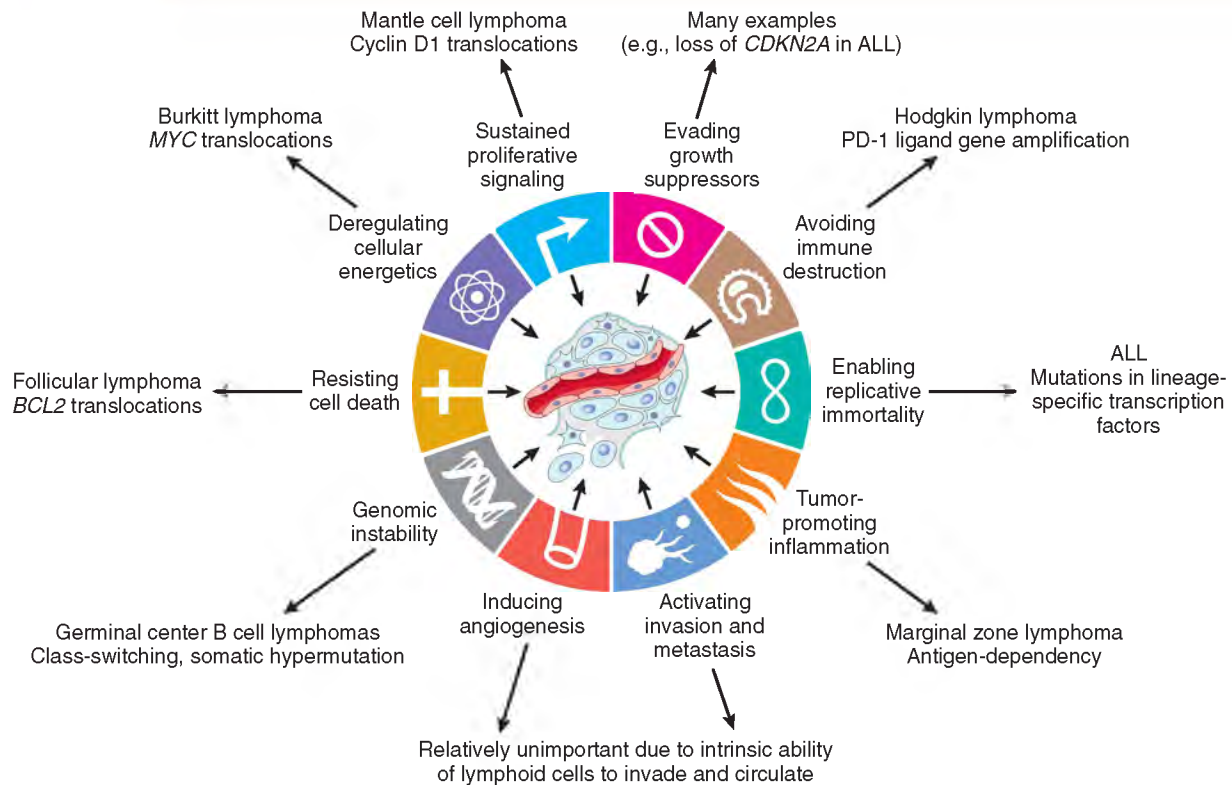 Mantle cell lymphoma
Cyclin D1 translocations
Many examples
(e.g., loss of CDKN2A in ALL)
Burkitt lymphoma
MYC translocations
Sustained
proliferative
signaling
Evading
growth
suppressors
Hodgkin lymphoma
PD-1 ligand gene amplification
Deregulating
cellular
energetics
Avoiding
immune
destruction
Follicular lymphoma
BCL2 translocations
Resisting
cell death
Enabling
replicative
immortality
ALL
Mutations in lineage-
specific transcription
factors
Genomic
instability
Tumor-
promoting
inflammation
Germinal center B cell lymphomas
Class-switching, somatic hypermutation
Inducing
angiogenesis
Activating
invasion and
metastasis
Marginal zone lymphoma
Antigen-dependency
Relatively unimportant due to intrinsic ability
of lymphoid cells to invade and circulate